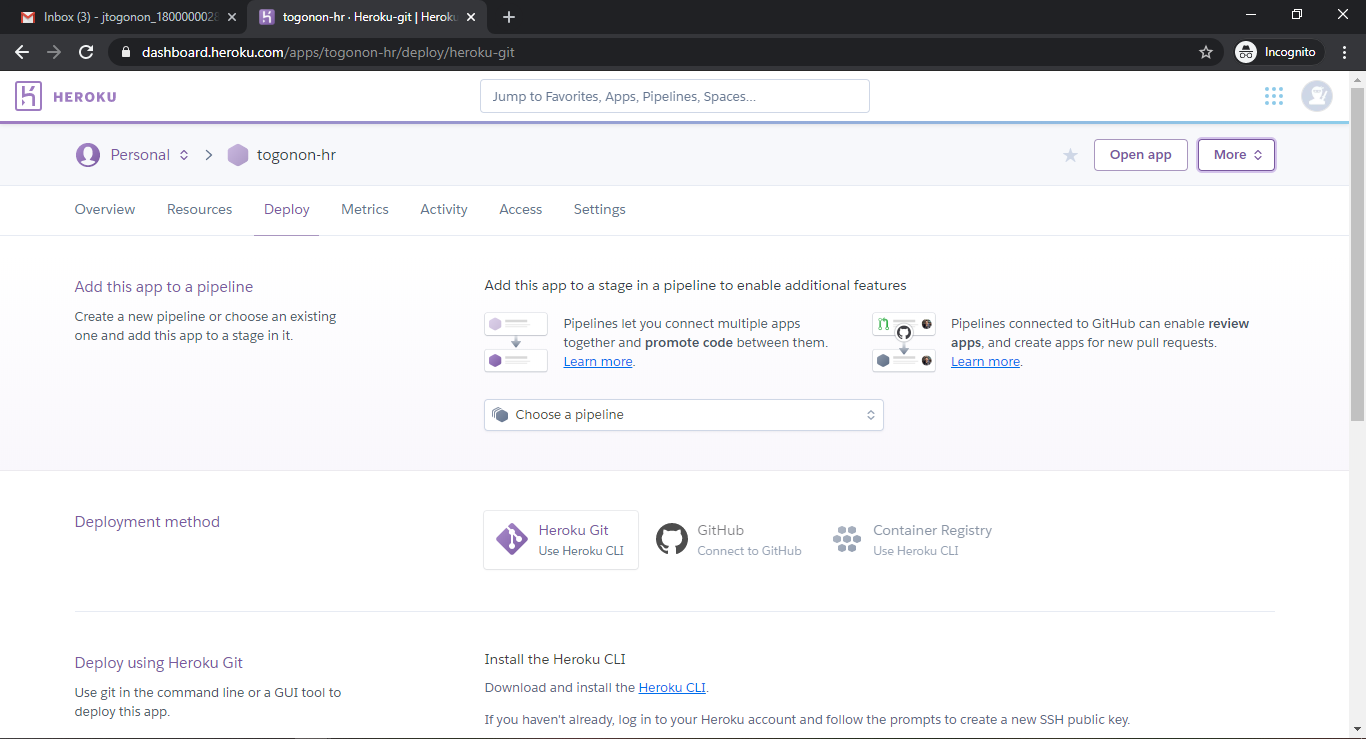 Inbox (3) - jtogonon_180000028
togonon-hr · Heroku-git | Heroku
dashboard.heroku.com/apps/togonon-hr/deploy/heroku-git
Incognito
HEROKU
Jump to Favorites, Apps, Pipelines, Spaces...
Personal
togonon-hr
Open app
More
Overview
Resources
Deploy
Metrics
Activity
Access
Settings
Add this app to a pipeline
Create a new pipeline or choose an existing
one and add this app to a stage in it.
Add this app to a stage in a pipeline to enable additional features
Pipelines let you connect multiple apps
together and promote code between them.
Learn more.
Pipelines connected to GitHub can enable review
apps, and create apps for new pull requests.
Learn more.
Choose a pipeline
Deployment method
Heroku Git
Use Heroku CLI
GitHub
Connect to GitHub
Container Registry
Use Heroku CLI
Deploy using Heroku Git
Use git in the command line or a GUI tool to
deploy this app.
Install the Heroku CLI
Download and install the Heroku CLI.
If you haven't already, log in to your Heroku account and follow the prompts to create a new SSH public key.